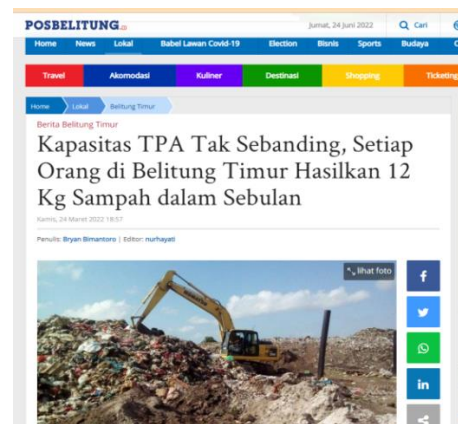 POSBELITUNG.co
Jumat, 24 Juni 2022
Cari
Home News Lokal Babel Lawan Covid-19 Election Bisnis Sports Budaya
Travel Akomodasi Kuliner Destinasi Shopping Ticketing
Home Lokal Belitung Timur
Berita Belitung Timur
Kapasitas TPA Tak Sebanding, Setiap
Orang di Belitung Timur Hasilkan 12
Kg Sampah dalam Sebulan
Kamis, 24 Maret 2022 18:57
Penulis: Bryan Bimantoro | Editor: nurhayati
lihat foto
KOMATSU